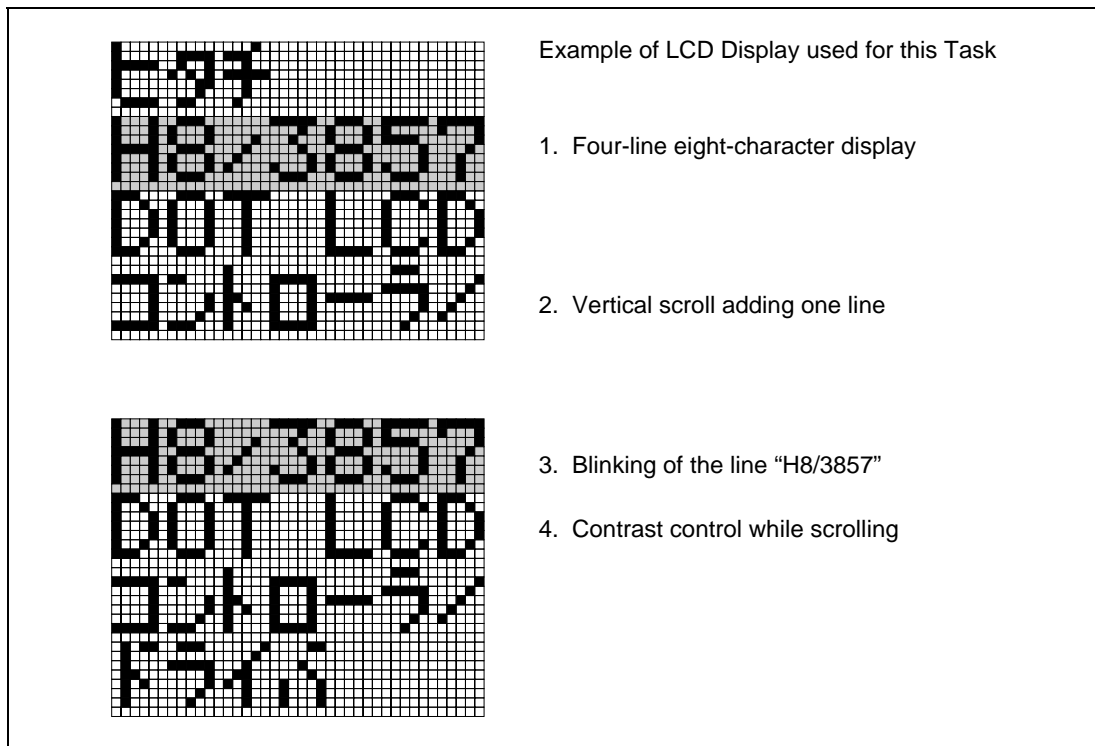 Example of LCD Display used for this Task
ヒタチ
H8/3857
DOT LCD
コントローラ/
1. Four-line eight-character display
2. Vertical scroll adding one line
H8/3857
DOT LCD
コントローラ/
ドライバ
3. Blinking of the line “H8/3857”
4. Contrast control while scrolling